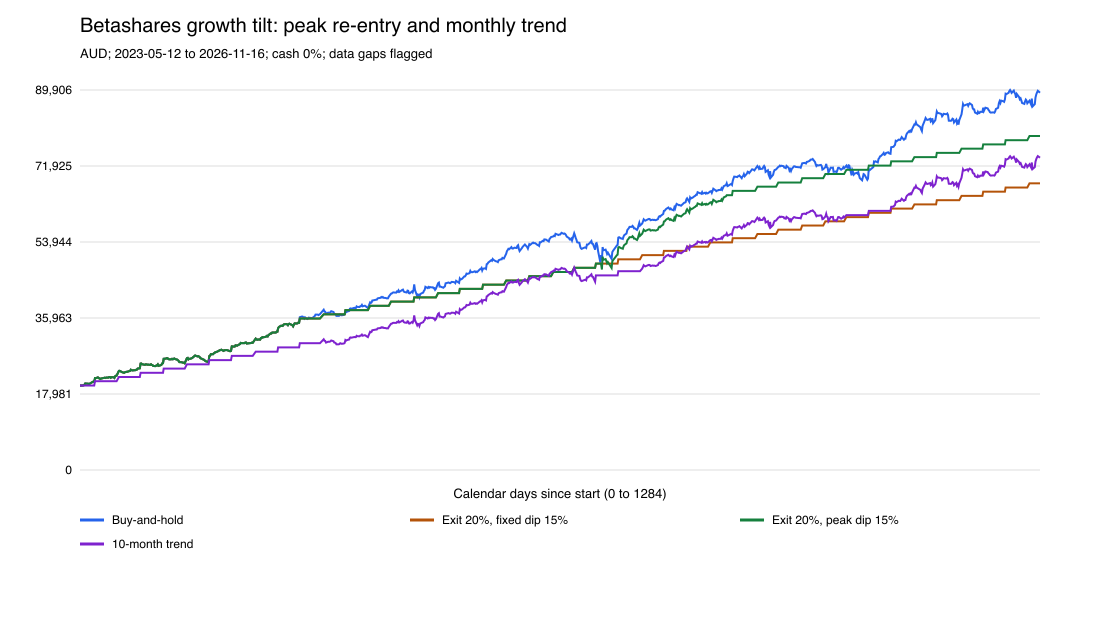 Betashares growth tilt: peak re-entry and monthly trend
AUD; 2023-05-12 to 2026-11-16; cash 0%; data gaps flagged
89,906
71,925
53,944
35,963
17,981
0
Calendar days since start (0 to 1284)
Buy-and-hold
Exit 20%, fixed dip 15%
Exit 20%, peak dip 15%
10-month trend